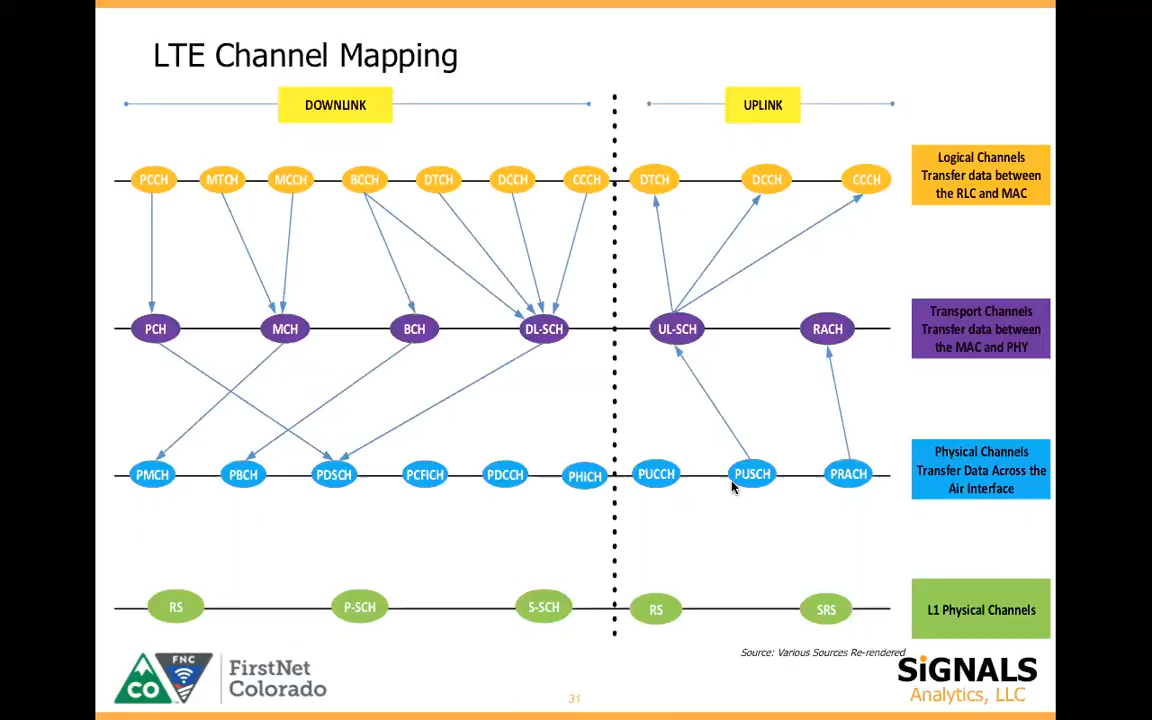 LTE Channel Mapping
DOWNLINK
UPLINK
PCCH
MTCH
MCCH
BCCH
DTCH
DCCH
CCCH
DTCH
DCCH
CCCH
Logical Channels
Transfer data between
the RLC and MAC
PCH
MCH
BCH
DL-SCH
UL-SCH
RACH
Transport Channels
Transfer data between
the MAC and PHY
PMCH
PBCH
PDSCH
PCFICH
PDCCH
PHICH
PUCCH
PUSCH
PRACH
Physical Channels
Transfer Data Across the
Air Interface
RS
P-SCH
S-SCH
RS
SRS
L1 Physical Channels
Source: Various Sources Re-rendered
CO
FNC
FirstNet
Colorado
31
SiGNALS
Analytics, LLC